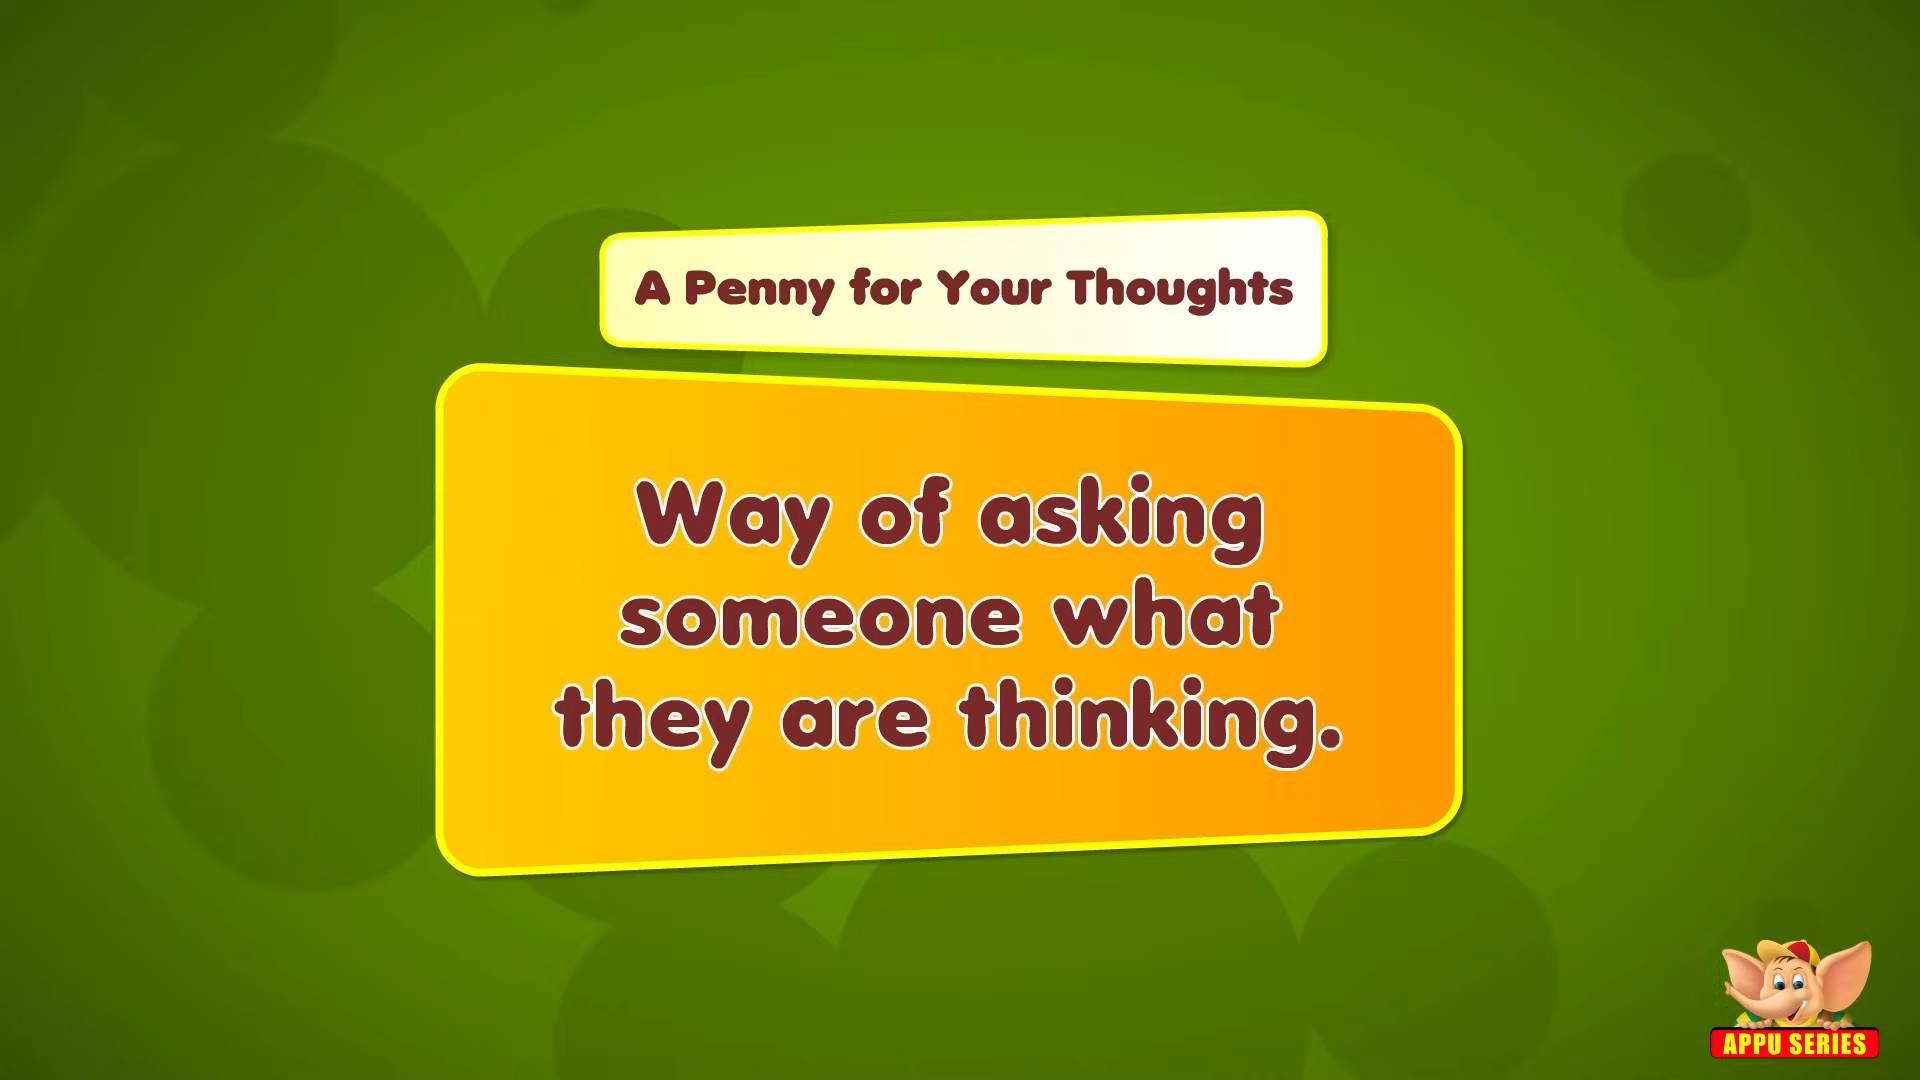 A Penny for Your Thoughts
Way of asking
someone what
they are thinking.
APPU SERIES